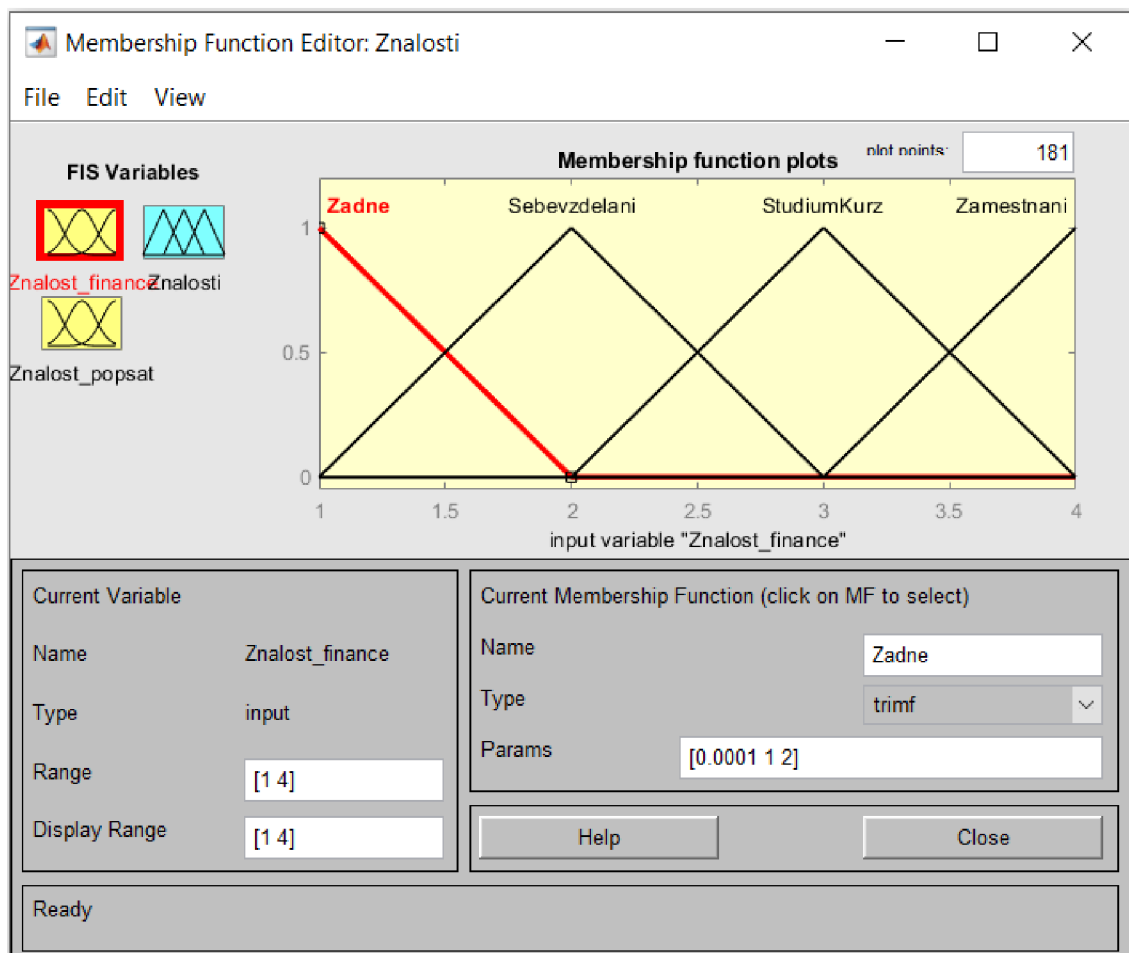 Membership Function Editor: Znalosti
File Edit View
FIS Variables
Znalost_finance
Znalosti
Znalost_popsat
Membership function plots
plot points:
181
Zadne
Sebevzdelani
StudiumKurz
Zamestnani
1
0.5
0
1 1.5 2 2.5 3 3.5 4
input variable "Znalost_finance"
Current Variable
Name Znalost_finance
Type input
Range [1 4]
Display Range [1 4]
Current Membership Function (click on MF to select)
Name Zadne
Type trimf
Params [0.0001 1 2]
Help Close
Ready